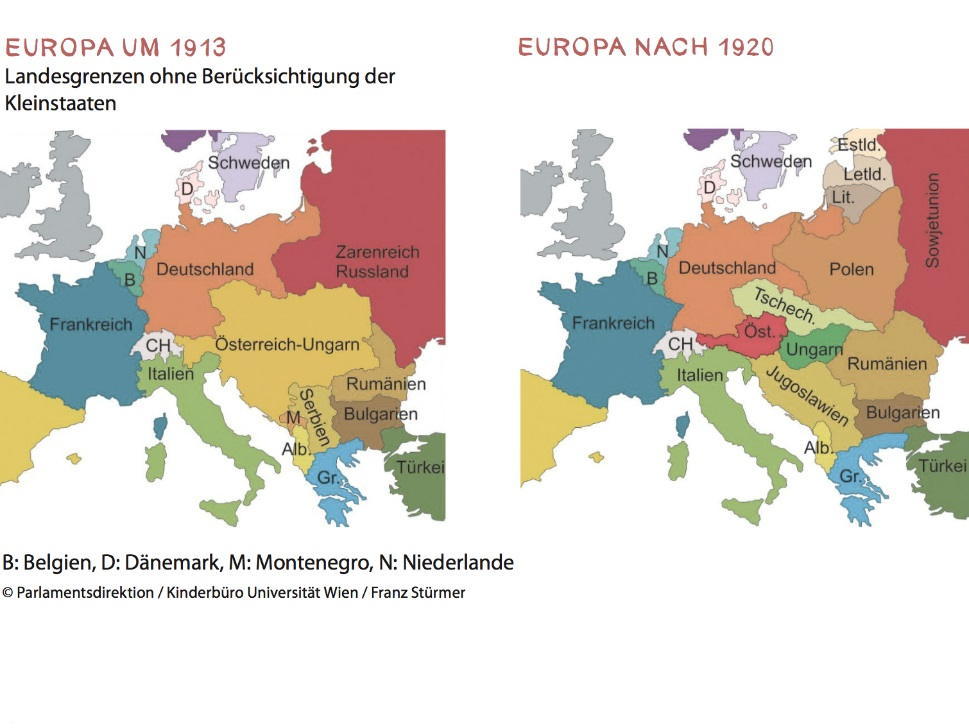 EUROPA UM 1913
Landesgrenzen ohne Berücksichtigung der
Kleinstaaten
Schweden
D
N
B
Deutschland
Zarenreich
Russland
Frankreich
CH
Österreich-Ungarn
Italien
Rumänien
Serbien
M
Bulgarien
Alb.
Gr.
Türkei
EUROPA NACH 1920
Estld.
Schweden
Letld.
D
Lit.
Sowjetunion
N
B
Deutschland
Polen
Tschech.
Frankreich
Öst.
CH
Ungarn
Italien
Rumänien
Jugoslawien
Bulgarien
Alb.
Gr.
Türkei
B: Belgien, D: Dänemark, M: Montenegro, N: Niederlande
© Parlamentsdirektion / Kinderbüro Universität Wien / Franz Stürmer